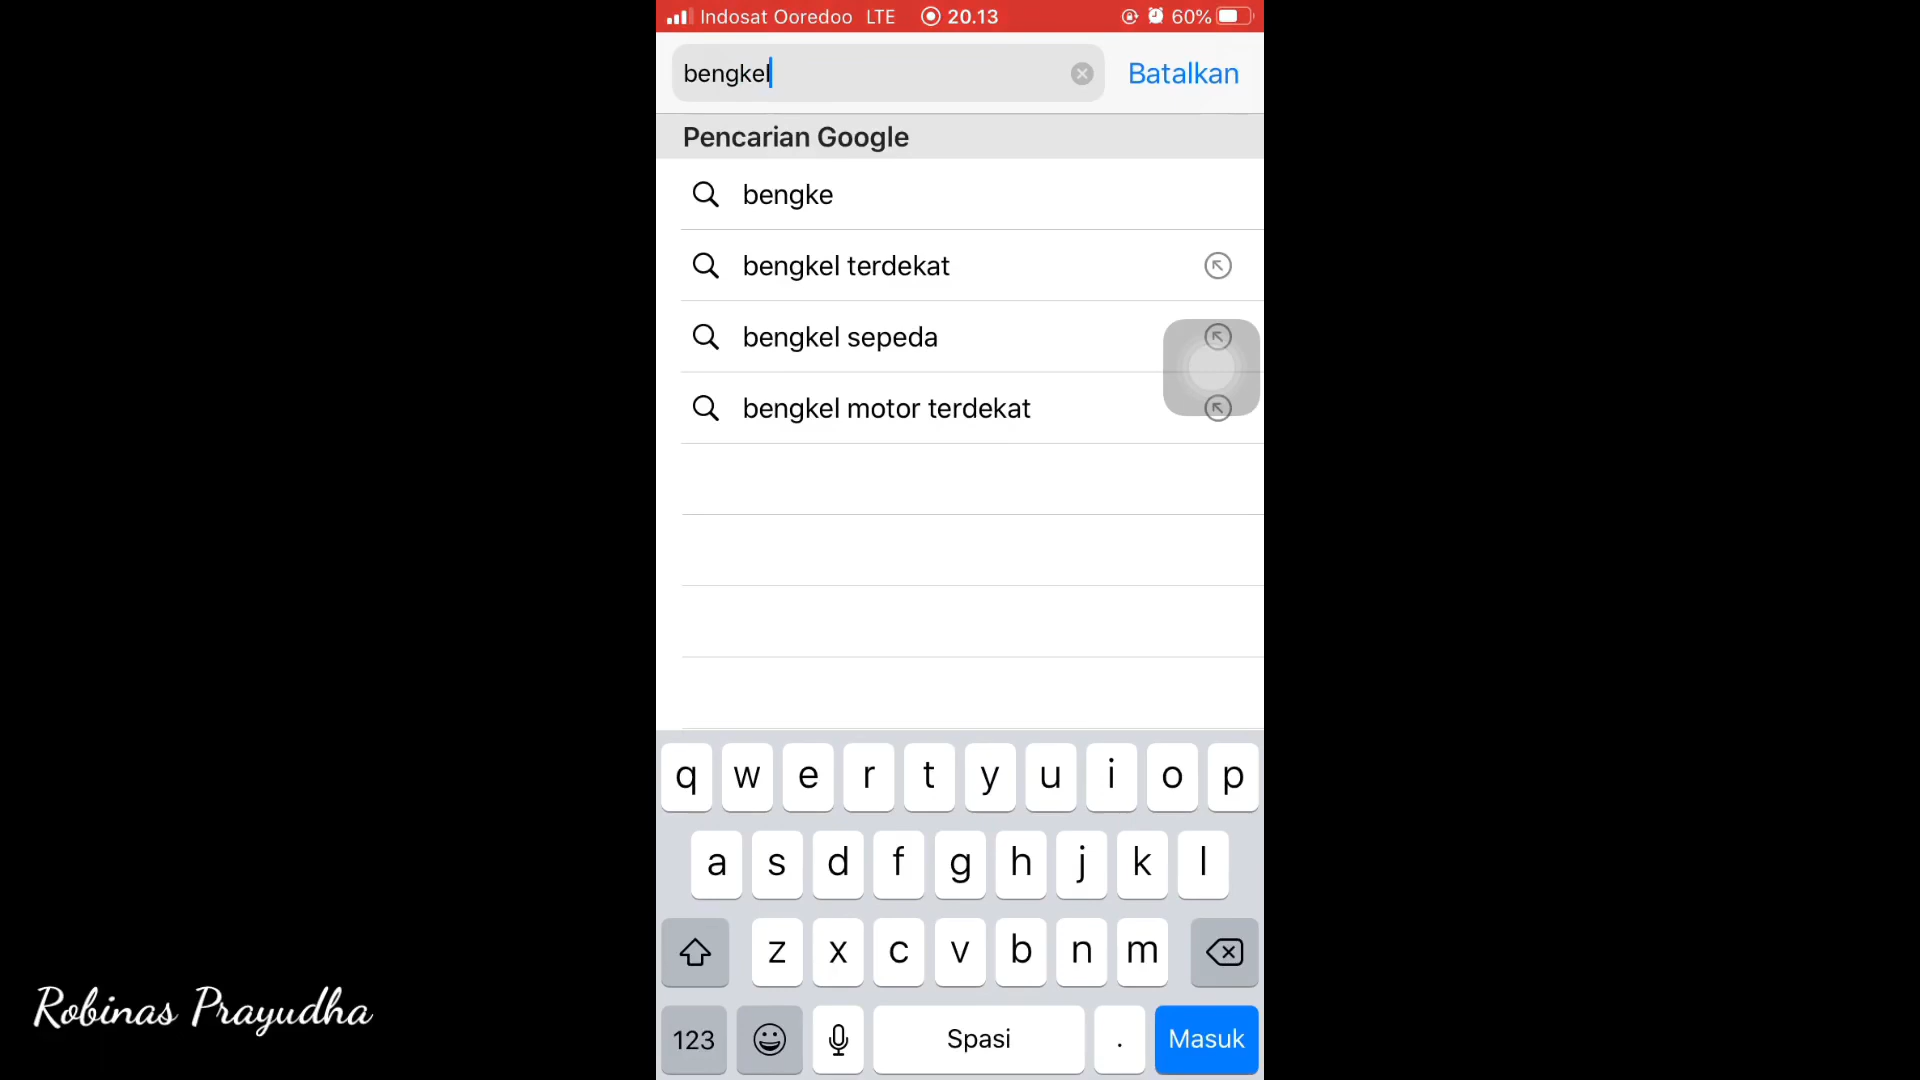 Indosat Ooredoo LTE 20.13 60%
bengkel Batalkan
Pencarian Google
bengke
bengkel terdekat
bengkel sepeda
bengkel motor terdekat
q w e r t y u i o p
a s d f g h j k l
z x c v b n m
123 Spasi . Masuk
Robinas Prayudha